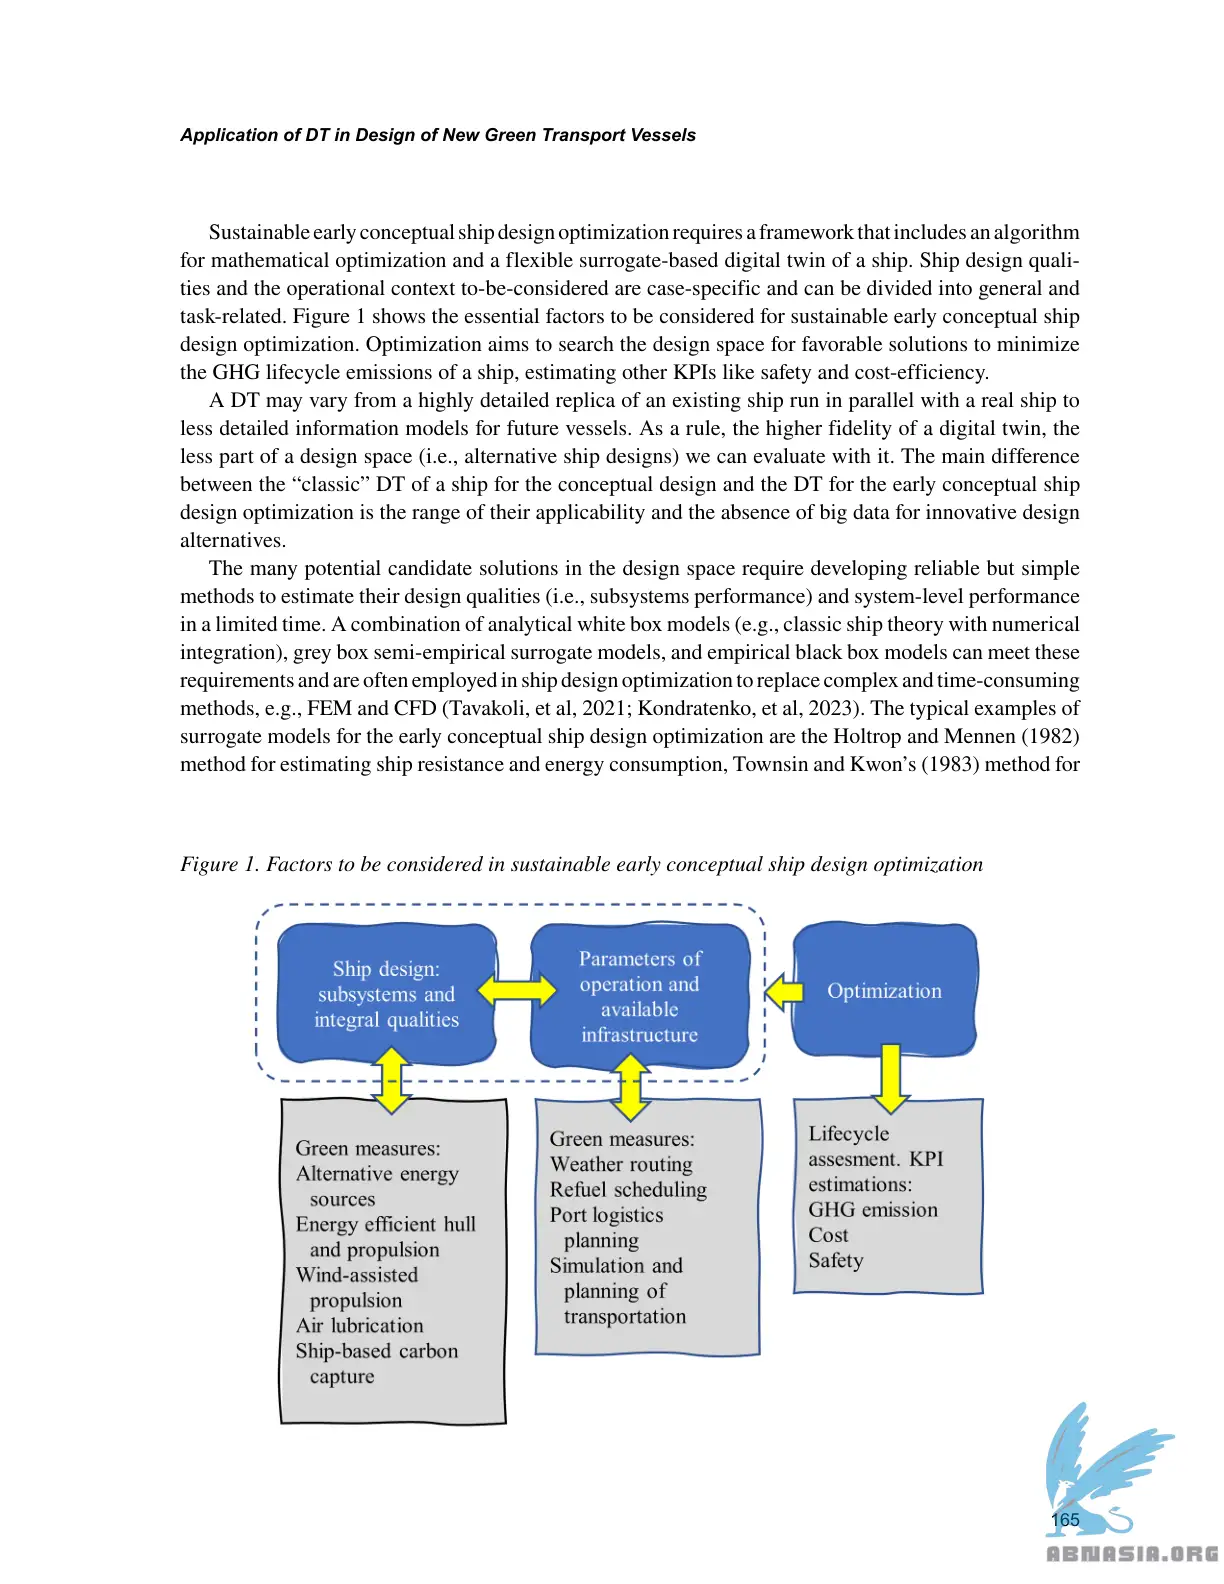 Application of DT in Design of New Green Transport Vessels
Sustainable early conceptual ship design optimization requires a framework that includes an algorithm
for mathematical optimization and a flexible surrogate-based digital twin of a ship. Ship design quali-
ties and the operational context to-be-considered are case-specific and can be divided into general and
task-related. Figure 1 shows the essential factors to be considered for sustainable early conceptual ship
design optimization. Optimization aims to search the design space for favorable solutions to minimize
the GHG lifecycle emissions of a ship, estimating other KPIs like safety and cost-efficiency.
A DT may vary from a highly detailed replica of an existing ship run in parallel with a real ship to
less detailed information models for future vessels. As a rule, the higher fidelity of a digital twin, the
less part of a design space (i.e., alternative ship designs) we can evaluate with it. The main difference
between the “classic” DT of a ship for the conceptual design and the DT for the early conceptual ship
design optimization is the range of their applicability and the absence of big data for innovative design
alternatives.
The many potential candidate solutions in the design space require developing reliable but simple
methods to estimate their design qualities (i.e., subsystems performance) and system-level performance
in a limited time. A combination of analytical white box models (e.g., classic ship theory with numerical
integration), grey box semi-empirical surrogate models, and empirical black box models can meet these
requirements and are often employed in ship design optimization to replace complex and time-consuming
methods, e.g., FEM and CFD (Tavakoli, et al, 2021; Kondratenko, et al, 2023). The typical examples of
surrogate models for the early conceptual ship design optimization are the Holtrop and Mennen (1982)
method for estimating ship resistance and energy consumption, Townsin and Kwon’s (1983) method for
Figure 1. Factors to be considered in sustainable early conceptual ship design optimization
Ship design:
subsystems and
integral qualities
Parameters of
operation and
available
infrastructure
Optimization
Green measures:
Alternative energy
sources
Energy efficient hull
and propulsion
Wind-assisted
propulsion
Air lubrication
Ship-based carbon
capture
Green measures:
Weather routing
Refuel scheduling
Port logistics
planning
Simulation and
planning of
transportation
Lifecycle
assesment. KPI
estimations:
GHG emission
Cost
Safety
165
ABNASIA.ORG